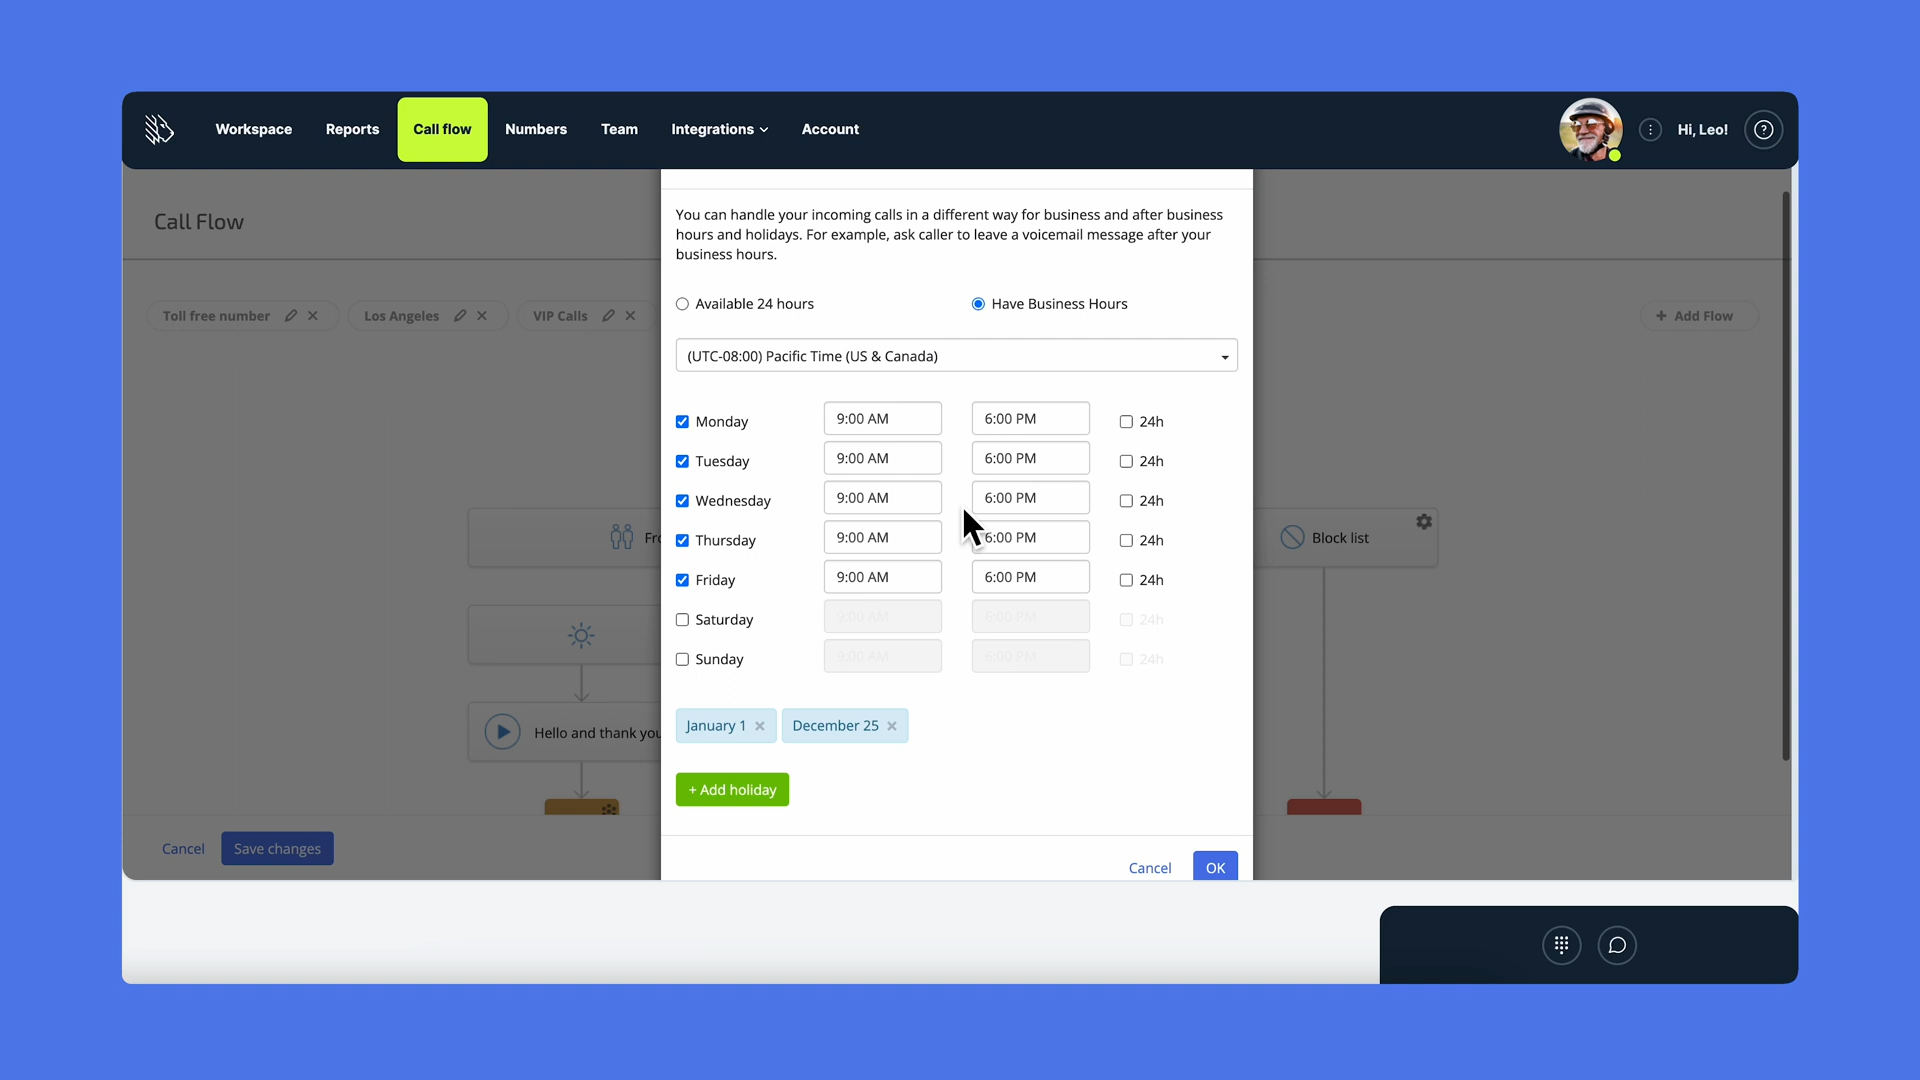 Workspace
Reports
Call flow
Numbers
Team
Integrations
Account
Hi, Leo!
?
Call Flow
You can handle your incoming calls in a different way for business and after business
hours and holidays. For example, ask caller to leave a voicemail message after your
business hours.
Available 24 hours
Have Business Hours
Toll free number
Los Angeles
VIP Calls
+ Add Flow
(UTC-08:00) Pacific Time (US & Canada)
Monday 9:00 AM 6:00 PM 24h
Tuesday 9:00 AM 6:00 PM 24h
Wednesday 9:00 AM 6:00 PM 24h
Thursday 9:00 AM 6:00 PM 24h
Friday 9:00 AM 6:00 PM 24h
Saturday 9:00 AM 6:00 PM 24h
Sunday 9:00 AM 6:00 PM 24h
Block list
Hello and thank you
January 1
December 25
+ Add holiday
Cancel
Save changes
Cancel
OK